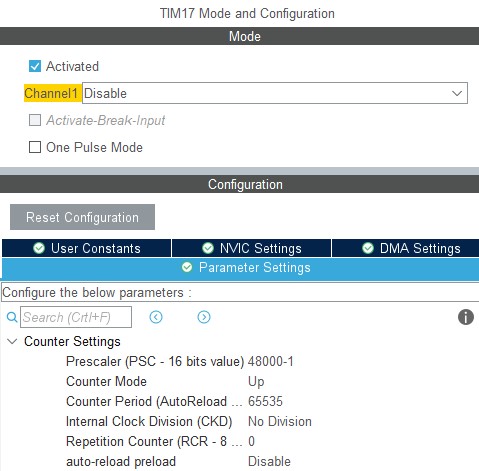 TIM17 Mode and Configuration
Mode
Activated
Channel1 Disable
Activate-Break-Input
One Pulse Mode
Configuration
Reset Configuration
User Constants NVIC Settings DMA Settings
Parameter Settings
Configure the below parameters :
Search (Crtl+F)
Counter Settings
Prescaler (PSC - 16 bits value) 48000-1
Counter Mode Up
Counter Period (AutoReload ... 65535
Internal Clock Division (CKD) No Division
Repetition Counter (RCR - 8 ... 0
auto-reload preload Disable